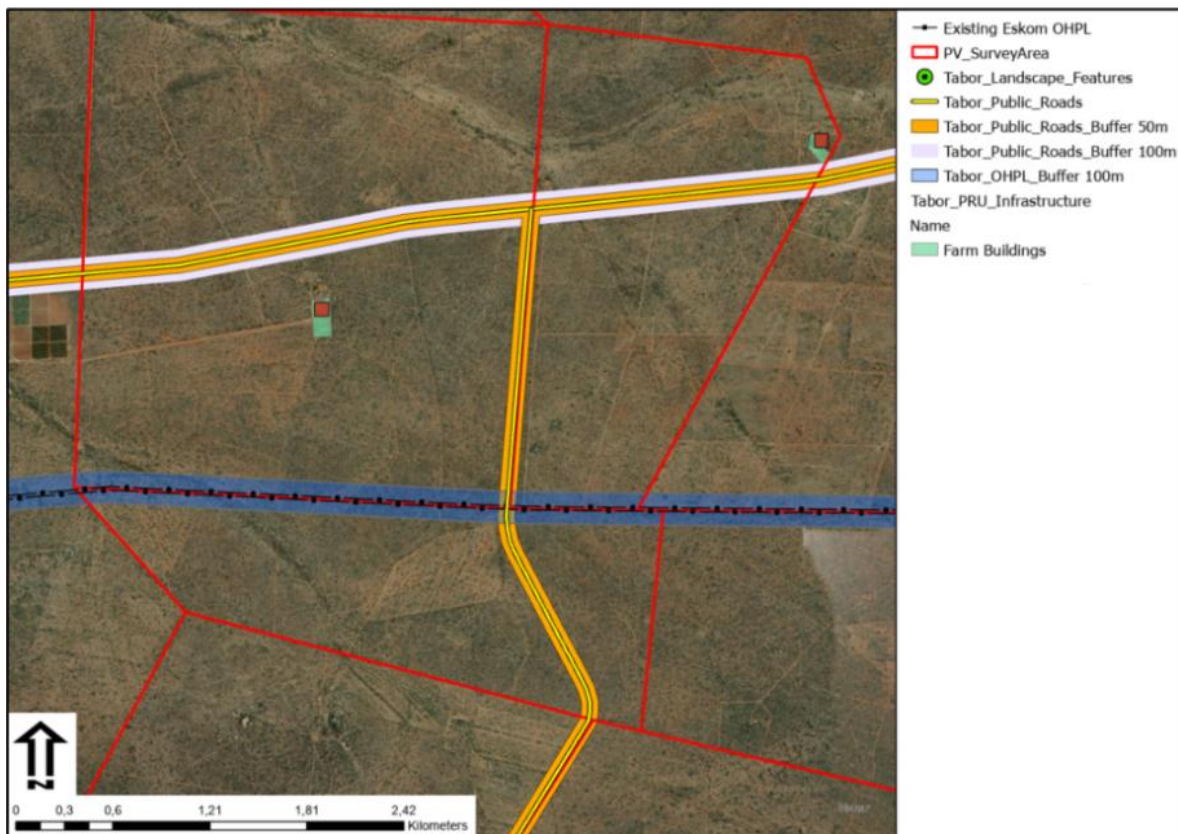 Existing Eskom OHPL
PV_SurveyArea
Tabor_Landscape_Features
Tabor_Public_Roads
Tabor_Public_Roads_Buffer 50m
Tabor_Public_Roads_Buffer 100m
Tabor_OHPL_Buffer 100m
Tabor_PRU_Infrastructure
Name
Farm Buildings
N
0 0,3 0,6 1,21 1,81 2,42
Kilometers